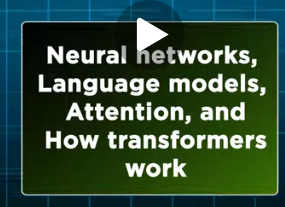 Neural networks,
Language models,
Attention, and
How transformers
work